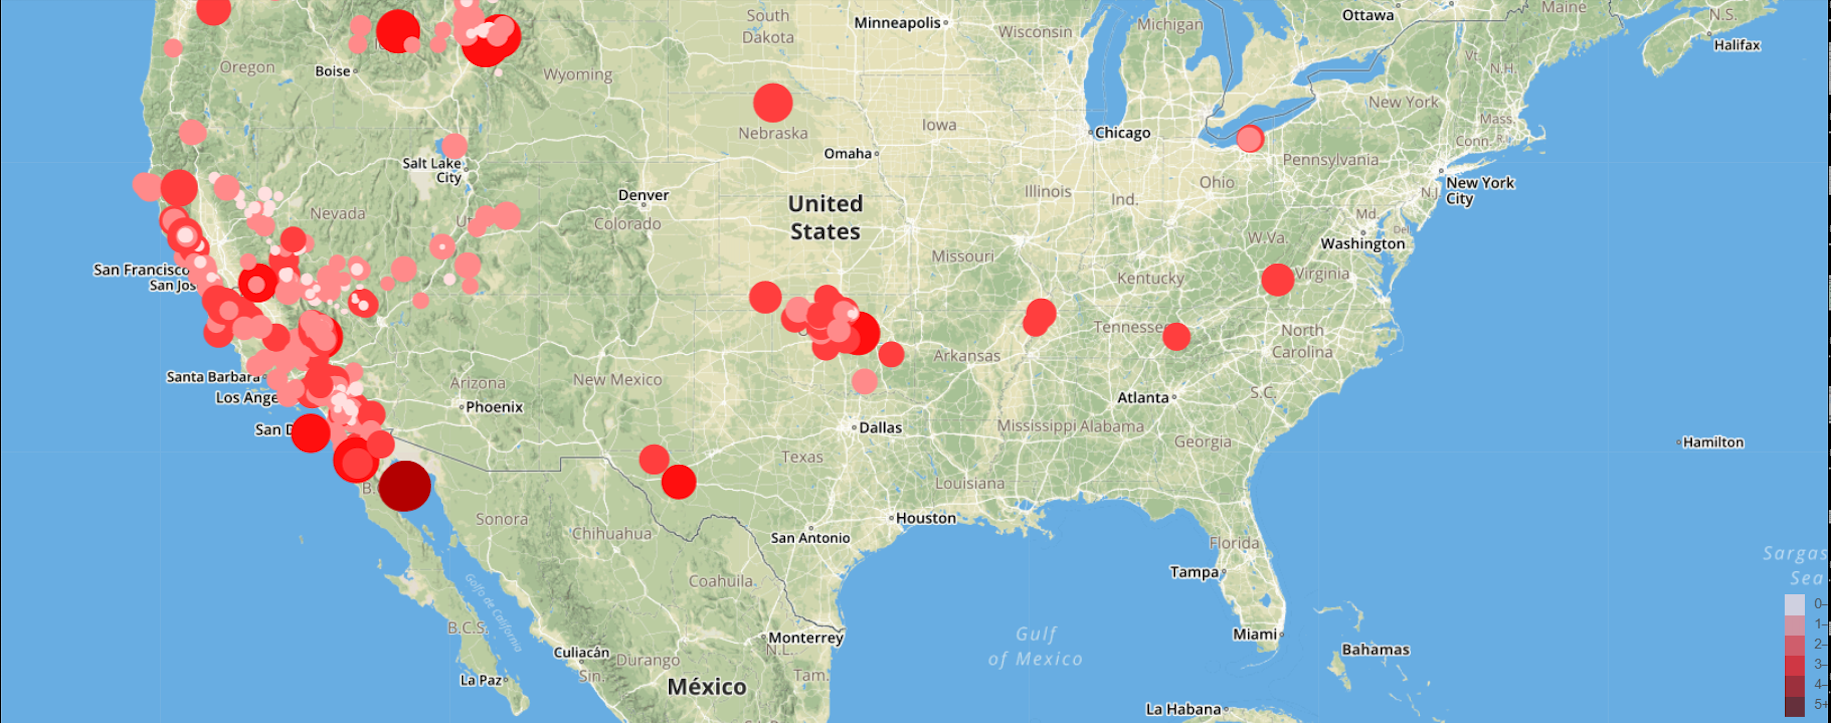 Ottawa
Maine
N.S.
Halifax
South
Dakota
Minneapolis
Wisconsin
Michigan
Vt.
N.H.
Oregon
Boise
Wyoming
New York
Mass.
Conn.
R.I.
Nebraska
Iowa
Chicago
Omaha
Pennsylvania
Salt Lake
City
Denver
Illinois
Ind.
Ohio
N.J.
New York
City
Nevada
Ut
Colorado
United
States
Md.
Del.
W.Va.
Washington
Missouri
Kentucky
Virginia
San Francisco
San Jos
Tennessee
North
Carolina
Arkansas
Santa Barbara
Los Ange
Arizona
Phoenix
New Mexico
Atlanta
S.C.
San D
Dallas
Mississippi
Alabama
Georgia
Hamilton
Texas
Louisiana
B.
Sonora
Chihuahua
San Antonio
Houston
Florida
Tampa
Sargas
Sea
Coahuila
Golfo de California
B.C.S.
Monterrey
N.L.
Gulf
of Mexico
Miami
Bahamas
Culiacán
Sin.
Durango
Tam.
La Paz
México
La Habana
0–
1–
2–
3–
4–
5+